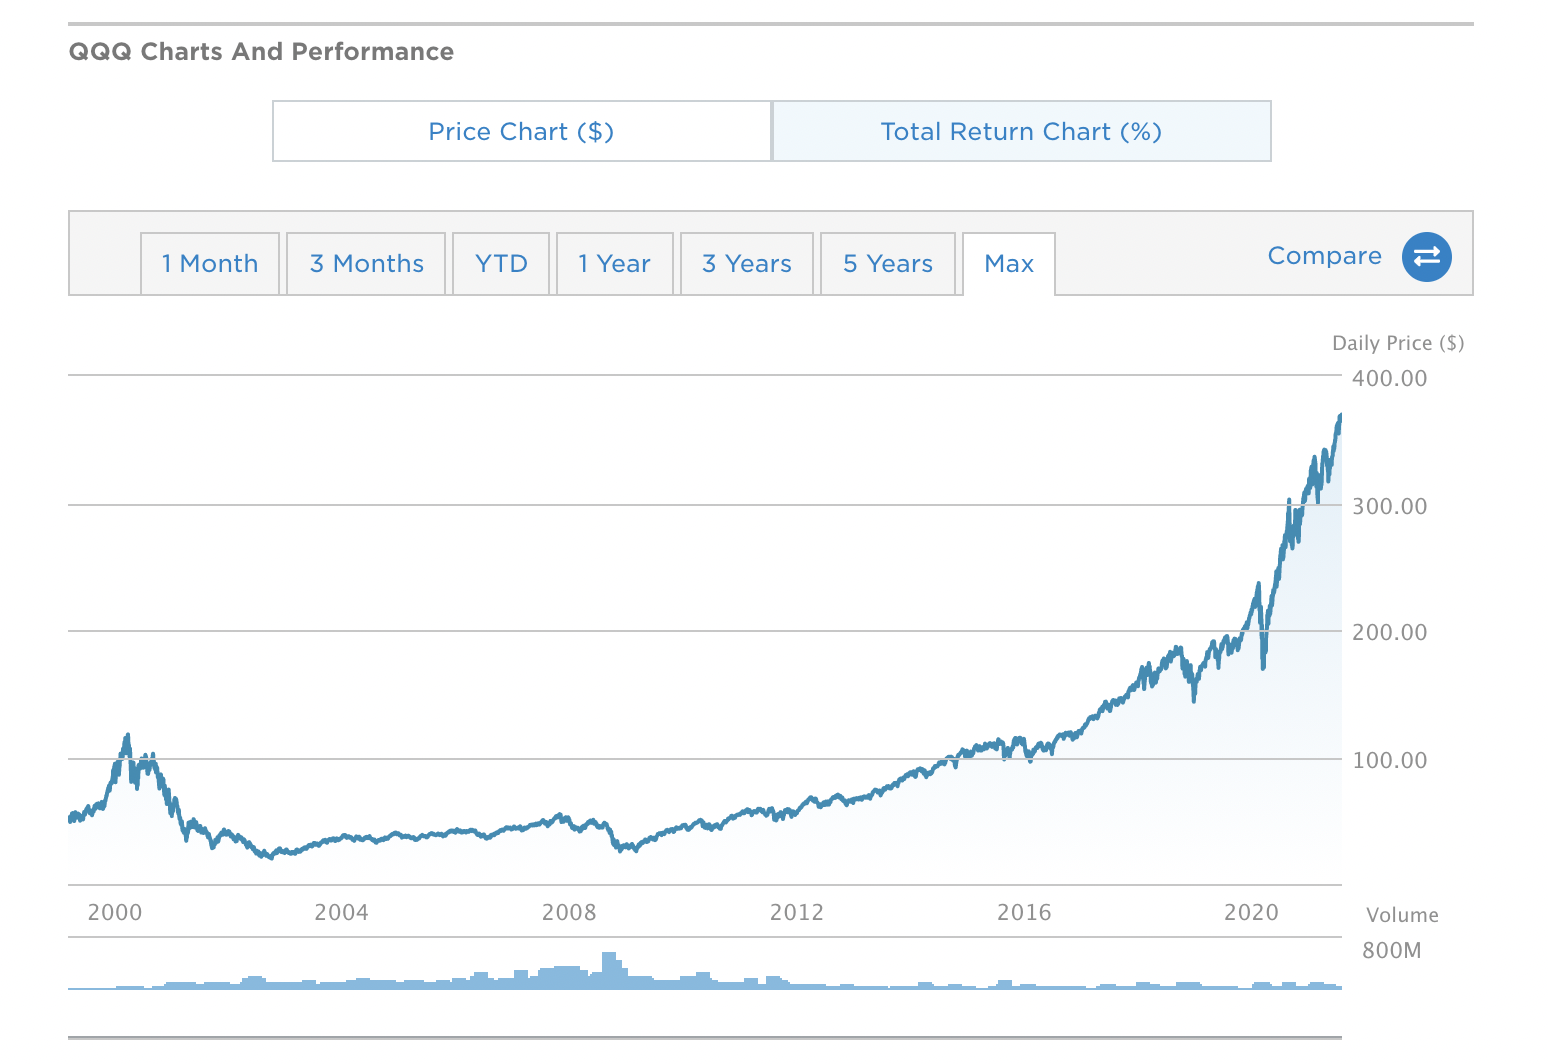 QQQ Charts And Performance
Price Chart ($) Total Return Chart (%)
1 Month 3 Months YTD 1 Year 3 Years 5 Years Max Compare
Daily Price ($)
400.00
300.00
200.00
100.00
2000 2004 2008 2012 2016 2020
Volume
800M